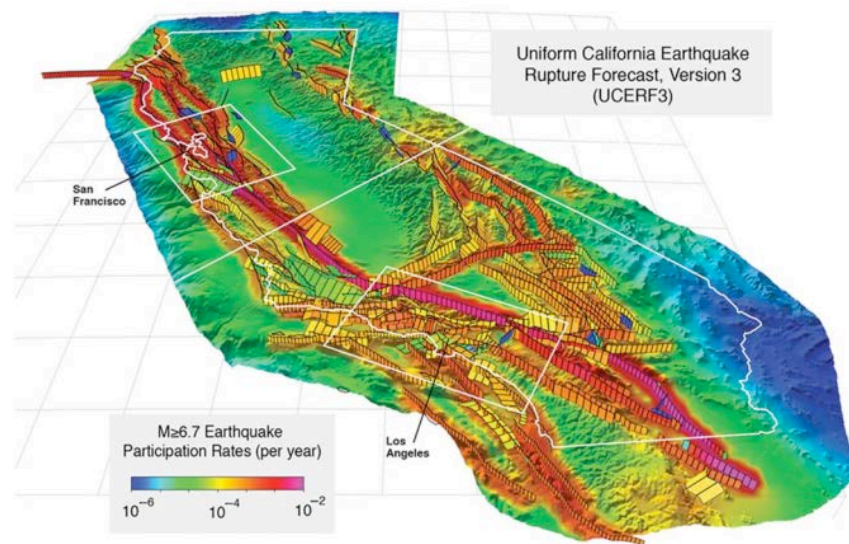 Uniform California Earthquake
Rupture Forecast, Version 3
(UCERF3)
San
Francisco
Los
Angeles
M≥6.7 Earthquake
Participation Rates (per year)
10⁻⁶ 10⁻⁴ 10⁻²